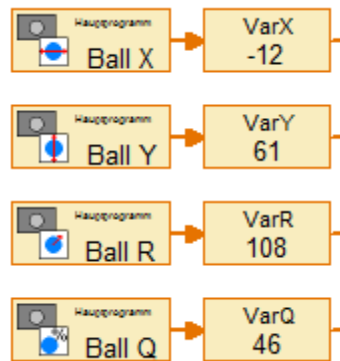 Hauptprogramm
Ball X
VarX
-12
Hauptprogramm
Ball Y
VarY
61
Hauptprogramm
Ball R
VarR
108
Hauptprogramm
%
Ball Q
VarQ
46